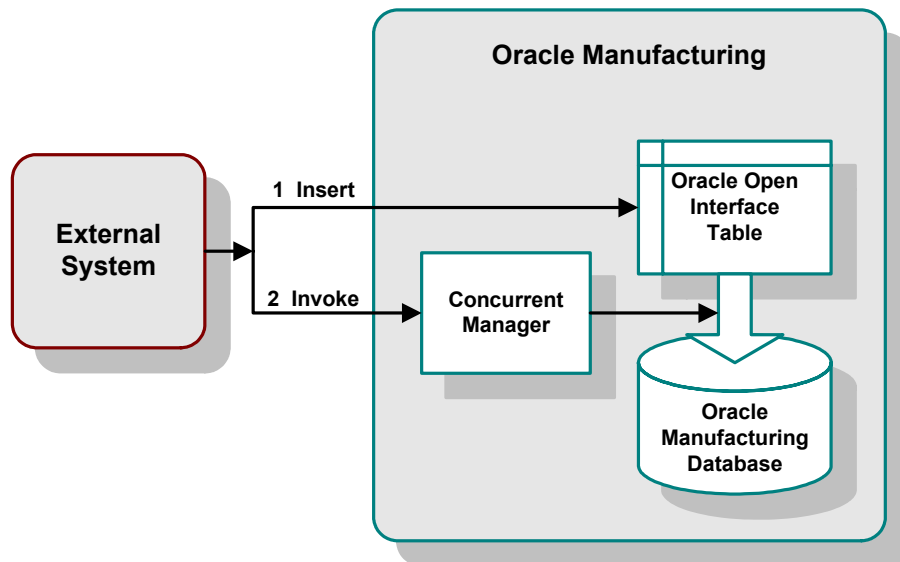 Oracle Manufacturing
1 Insert
Oracle Open
Interface
Table
External
System
2 Invoke
Concurrent
Manager
Oracle
Manufacturing
Database